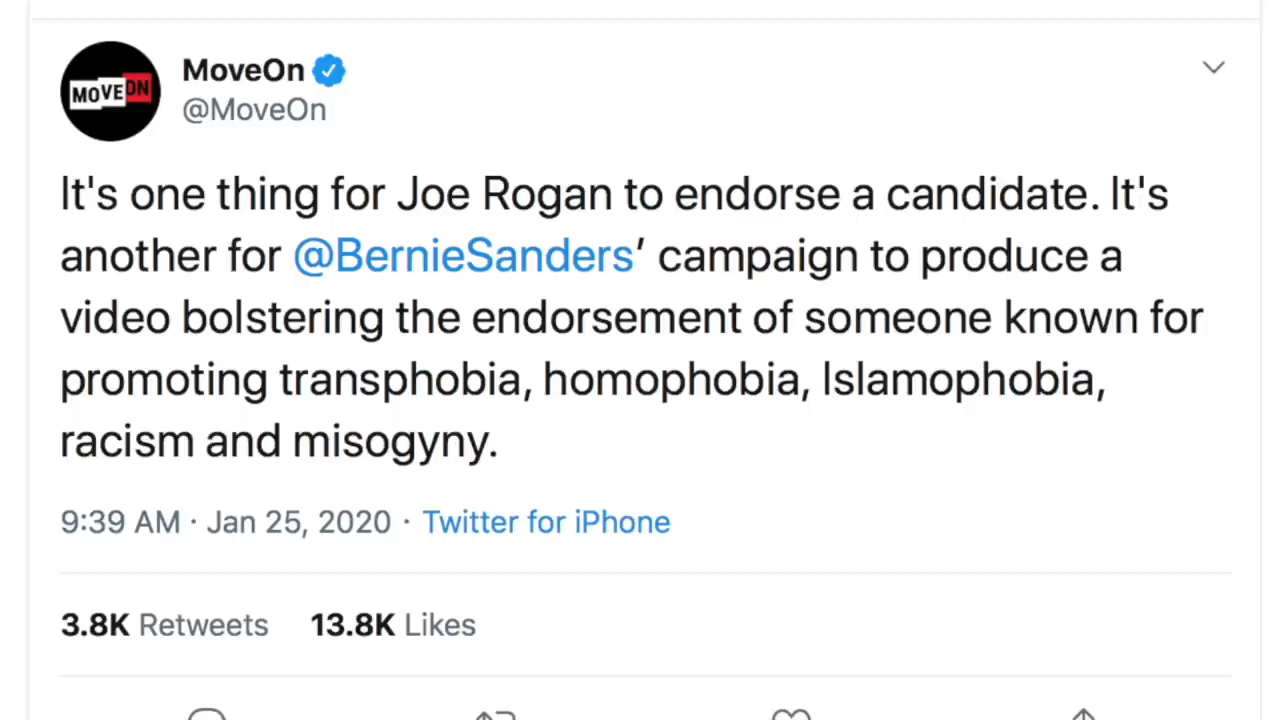 MOVEON
MoveOn
@MoveOn
It's one thing for Joe Rogan to endorse a candidate. It's
another for @BernieSanders’ campaign to produce a
video bolstering the endorsement of someone known for
promoting transphobia, homophobia, Islamophobia,
racism and misogyny.
9:39 AM · Jan 25, 2020 · Twitter for iPhone
3.8K Retweets 13.8K Likes